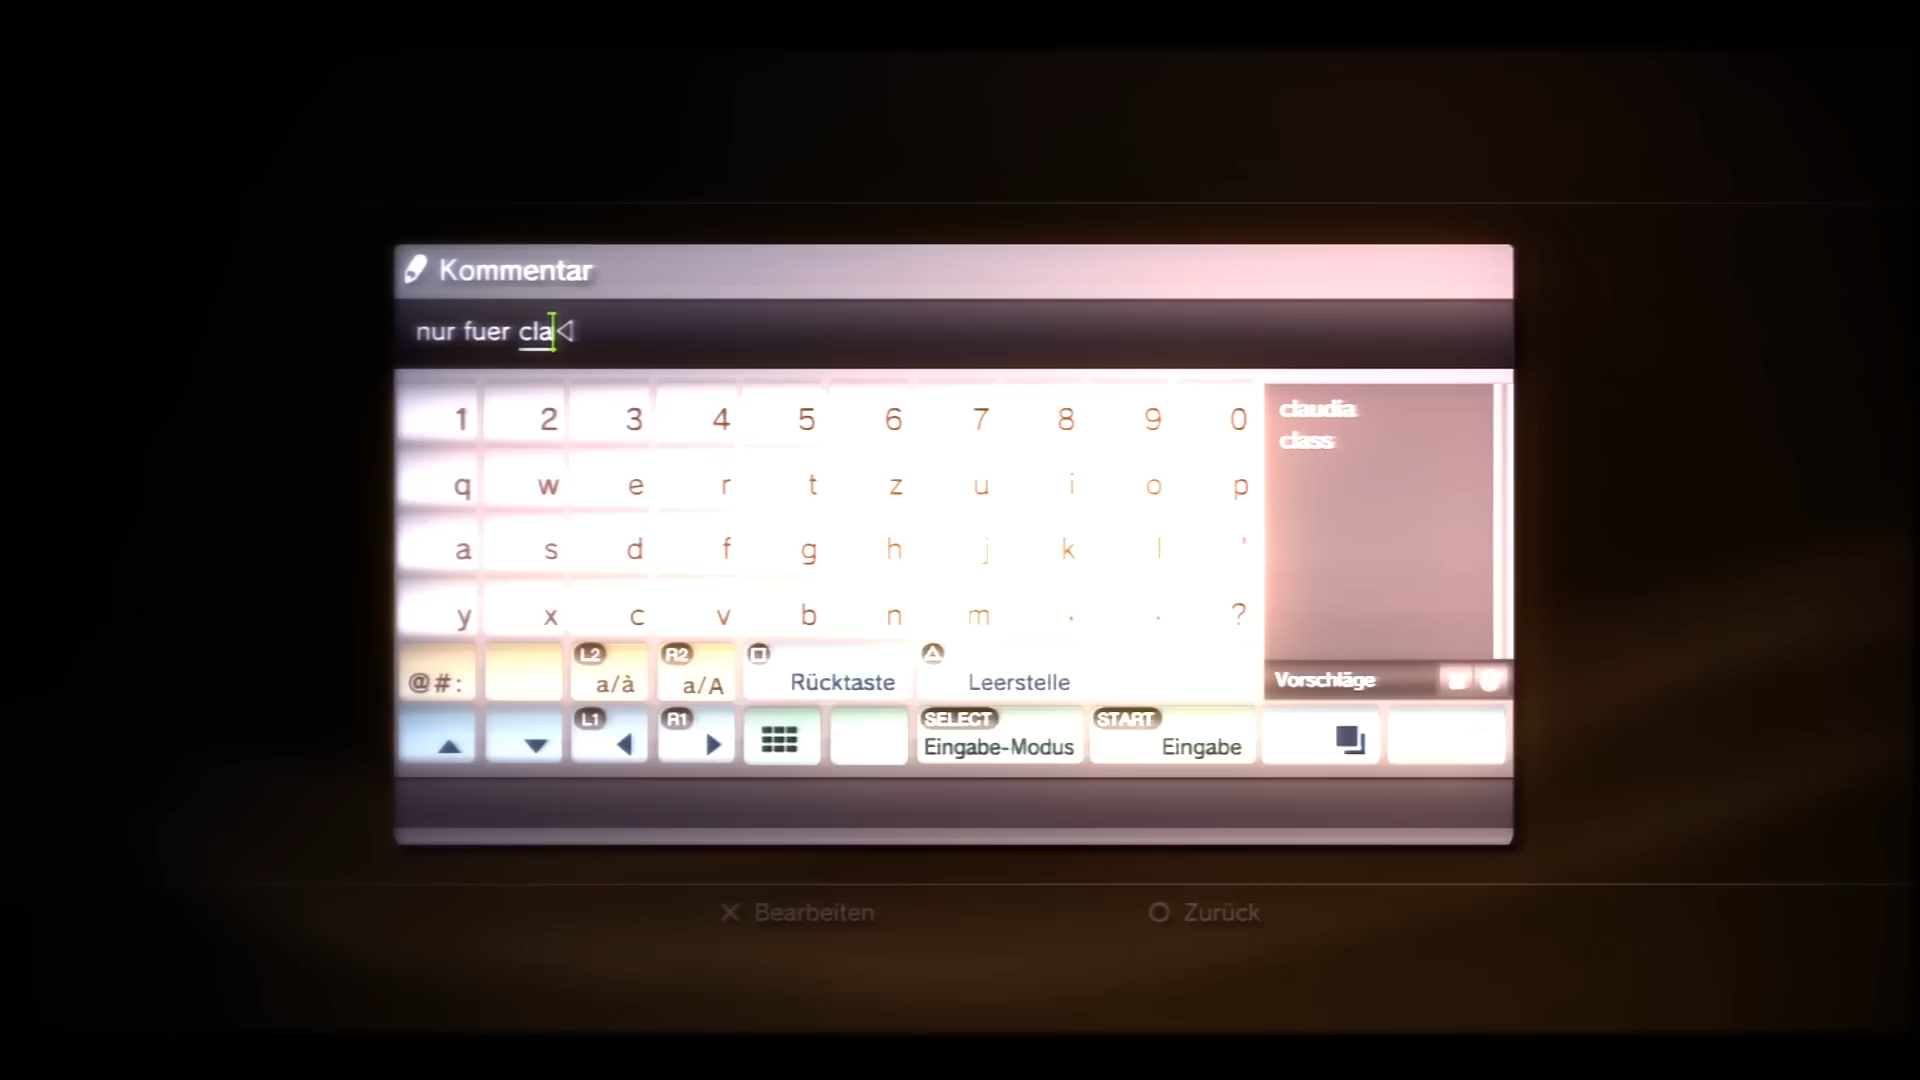 Kommentar
nur fuer cla
1 2 3 4 5 6 7 8 9 0
q w e r t z u i o p
a s d f g h j k l '
y x c v b n m , . ?
claudia
class
Vorschläge
@#:
L2 a/à
R2 a/A
Rücktaste
Leerstelle
L1
R1
SELECT
Eingabe-Modus
START
Eingabe
Bearbeiten
Zurück